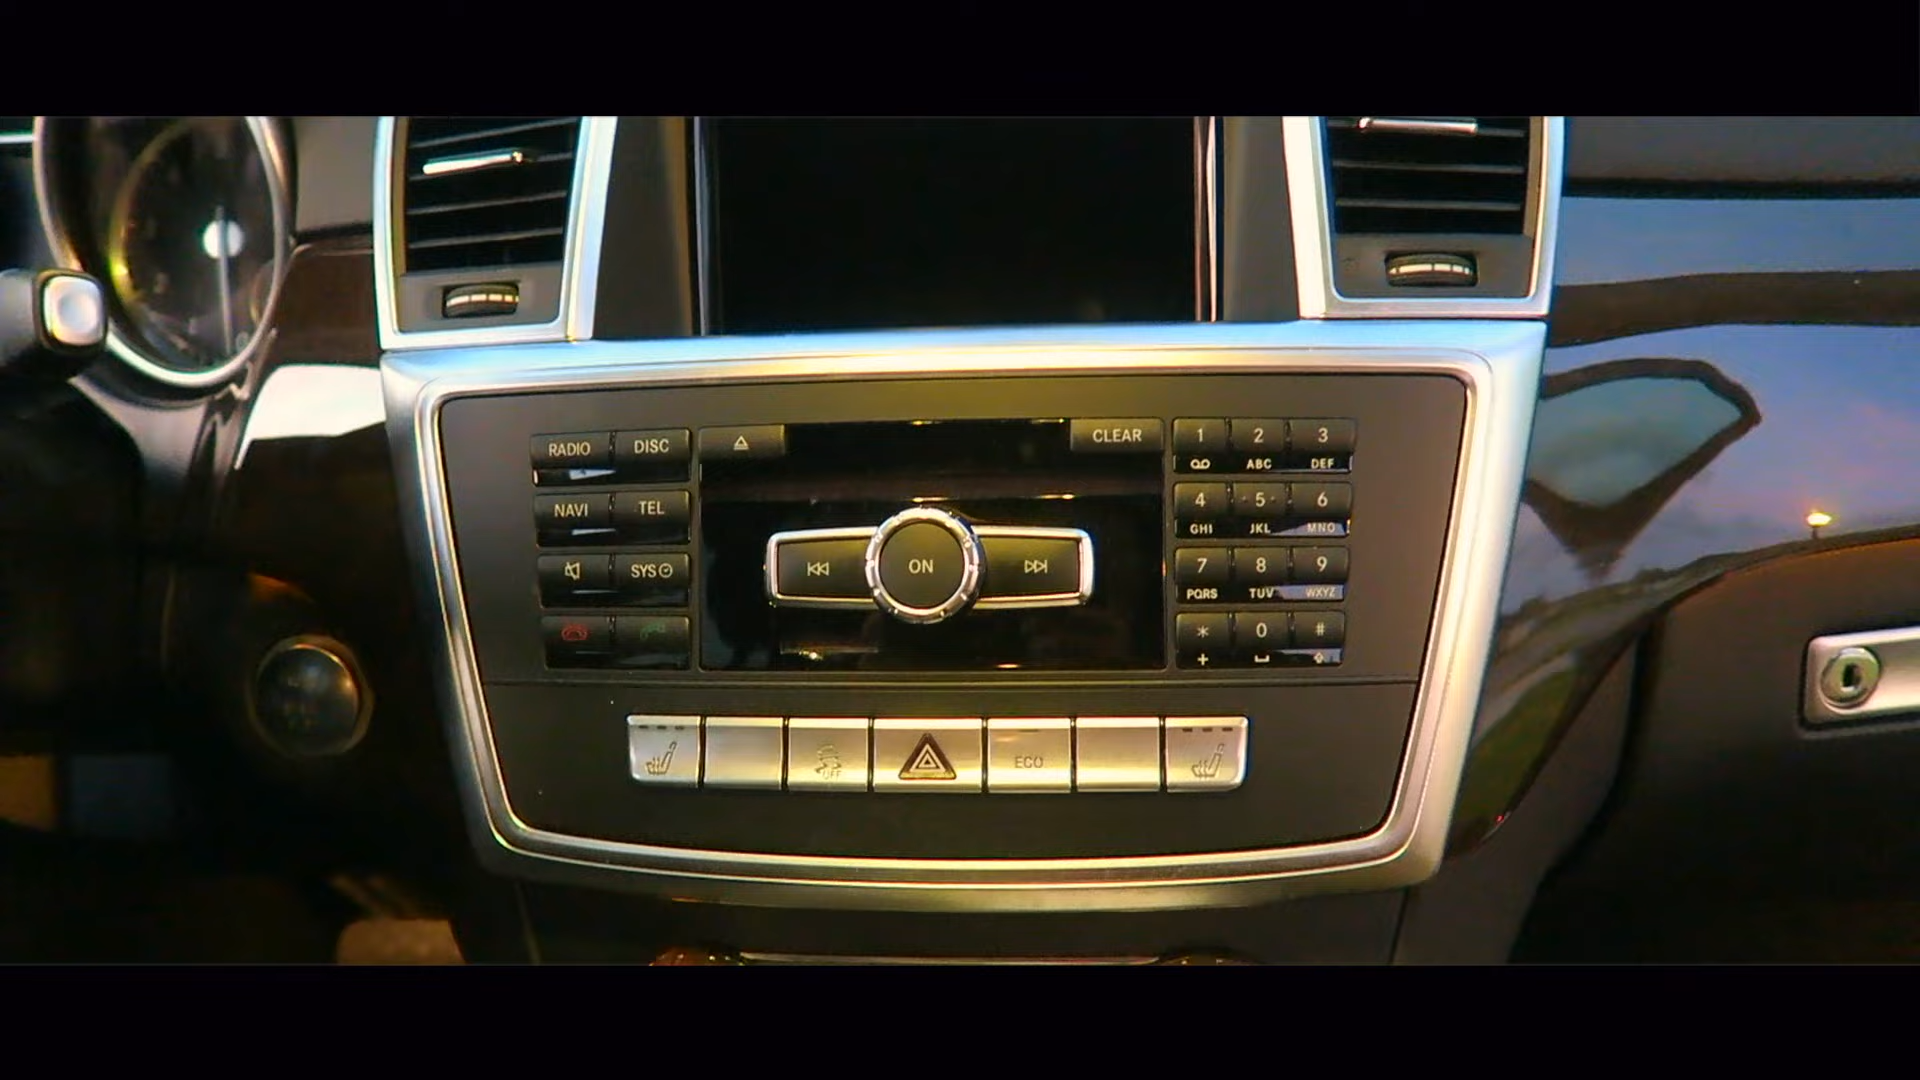 RADIO DISC CLEAR 1 2 3
ABC DEF
NAVI TEL 4 5 6
GHI JKL MNO
SYS ON 7 8 9
PQRS TUV WXYZ
* 0 #
+
OFF ECO